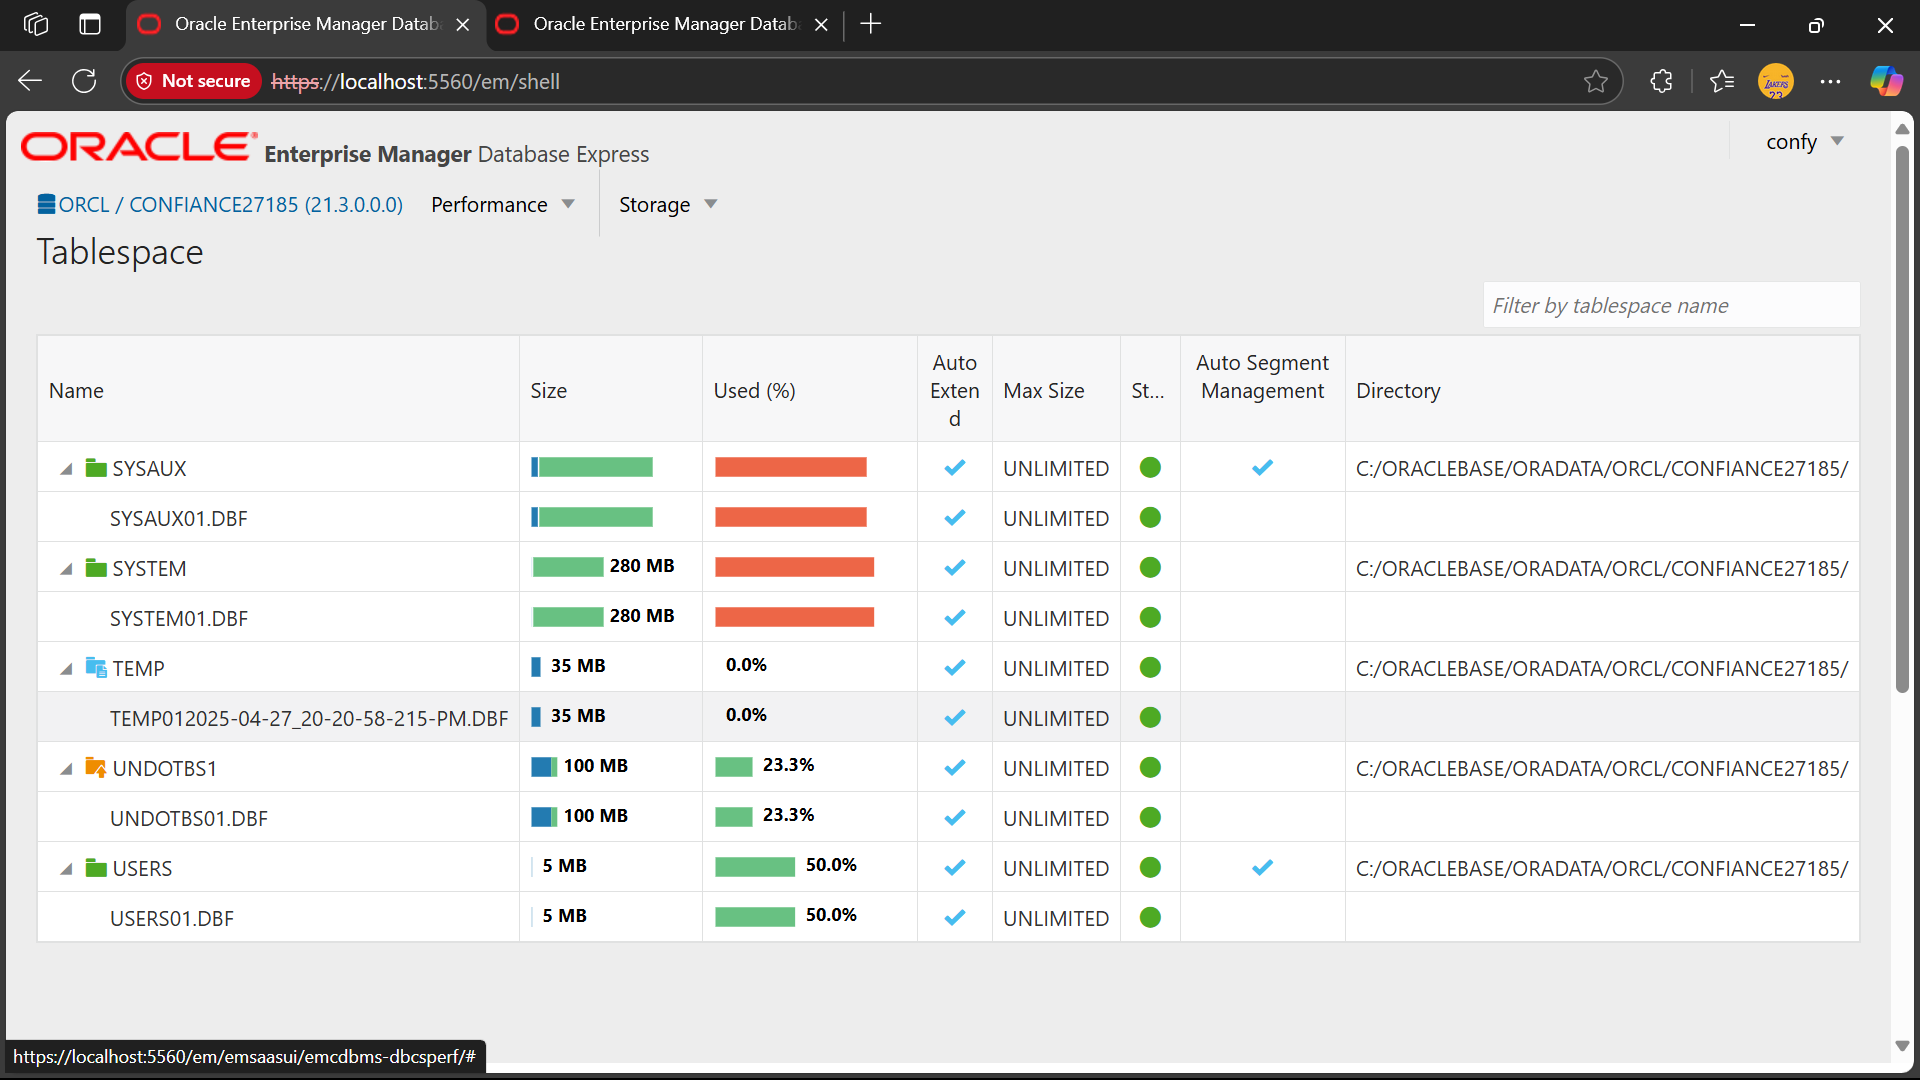 Oracle Enterprise Manager Datab
Oracle Enterprise Manager Datab
Not secure https://localhost:5560/em/shell
LAKERS
23
ORACLE Enterprise Manager Database Express
confy
ORCL / CONFIANCE27185 (21.3.0.0.0) Performance Storage
Tablespace
Filter by tablespace name
Name Size Used (%) Auto Exten d Max Size St... Auto Segment Management Directory
SYSAUX UNLIMITED C:/ORACLEBASE/ORADATA/ORCL/CONFIANCE27185/
SYSAUX01.DBF UNLIMITED
SYSTEM 280 MB UNLIMITED C:/ORACLEBASE/ORADATA/ORCL/CONFIANCE27185/
SYSTEM01.DBF 280 MB UNLIMITED
TEMP 35 MB 0.0% UNLIMITED C:/ORACLEBASE/ORADATA/ORCL/CONFIANCE27185/
TEMP012025-04-27_20-20-58-215-PM.DBF 35 MB 0.0% UNLIMITED
UNDOTBS1 100 MB 23.3% UNLIMITED C:/ORACLEBASE/ORADATA/ORCL/CONFIANCE27185/
UNDOTBS01.DBF 100 MB 23.3% UNLIMITED
USERS 5 MB 50.0% UNLIMITED C:/ORACLEBASE/ORADATA/ORCL/CONFIANCE27185/
USERS01.DBF 5 MB 50.0% UNLIMITED
https://localhost:5560/em/emsaasui/emcdbms-dbcsperf/#